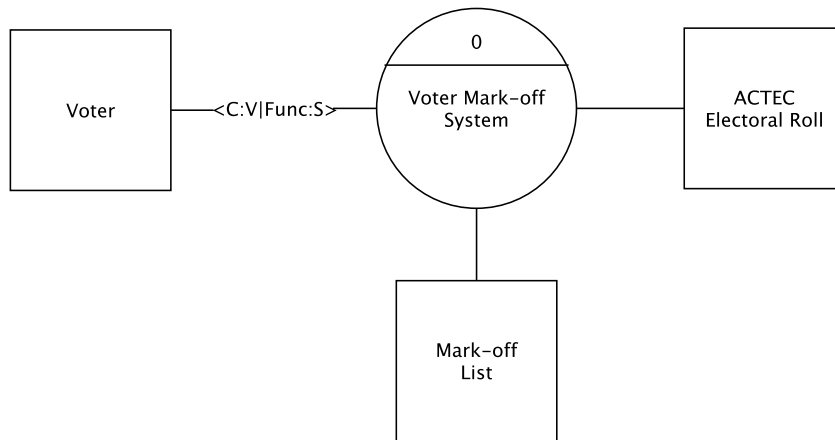 0
Voter
<C:V|Func:S>
Voter Mark-off
System
ACTEC
Electoral Roll
Mark-off
List